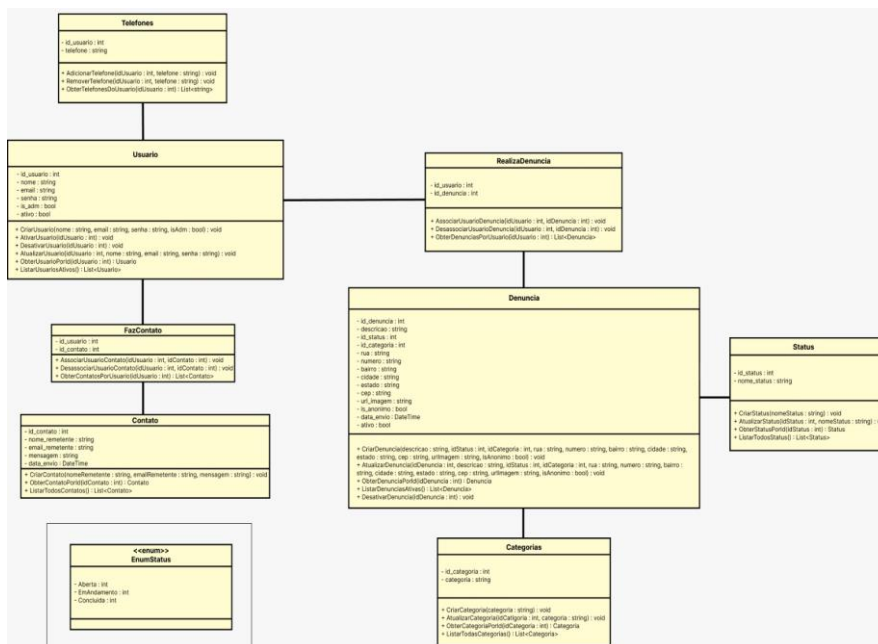 Telefones
- id_usuario : int
- telefone : string
+ AdicionarTelefone(idUsuario : int, telefone : string) : void
+ RemoverTelefone(idUsuario : int, telefone : string) : void
+ ObterTelefonesDoUsuario(idUsuario : int) : List<string>
Usuario
- id_usuario : int
- nome : string
- email : string
- senha : string
- is_adm : bool
- ativo : bool
+ CriarUsuario(nome : string, email : string, senha : string, isAdm : bool) : void
+ AtivarUsuario(idUsuario : int) : void
+ DesativarUsuario(idUsuario : int) : void
+ AtualizarUsuario(idUsuario : int, nome : string, email : string, senha : string) : void
+ ObterUsuarioPorId(idUsuario : int) : Usuario
+ ListarUsuariosAtivos() : List<Usuario>
RealizaDenuncia
- id_usuario : int
- id_denuncia : int
+ AssociarUsuarioDenuncia(idUsuario : int, idDenuncia : int) : void
+ DesassociarUsuarioDenuncia(idUsuario : int, idDenuncia : int) : void
+ ObterDenunciasPorUsuario(idUsuario : int) : List<Denuncia>
FazContato
- id_usuario : int
- id_contato : int
+ AssociarUsuarioContato(idUsuario : int, idContato : int) : void
+ DesassociarUsuarioContato(idUsuario : int, idContato : int) : void
+ ObterContatosPorUsuario(idUsuario : int) : List<Contato>
Denuncia
- id_denuncia : int
- descricao : string
- id_status : int
- id_categoria : int
- rua : string
- numero : string
- bairro : string
- cidade : string
- estado : string
- cep : string
- url_imagem : string
- is_anonimo : bool
- data_envio : DateTime
- ativo : bool
+ CriarDenuncia(descricao : string, idStatus : int, idCategoria : int, rua : string, numero : string, bairro : string, cidade : string,
estado : string, cep : string, urlImagem : string, isAnonimo : bool) : void
+ AtualizarDenuncia(idDenuncia : int, descricao : string, idStatus : int, idCategoria : int, rua : string, numero : string, bairro :
string, cidade : string, estado : string, cep : string, urlImagem : string, isAnonimo : bool) : void
+ ObterDenunciaPorId(idDenuncia : int) : Denuncia
+ ListarDenunciasAtivas() : List<Denuncia>
+ DesativarDenuncia(idDenuncia : int) : void
Status
- id_status : int
- nome_status : string
+ CriarStatus(nomeStatus : string) : void
+ AtualizarStatus(idStatus : int, nomeStatus : string) :
+ ObterStatusPorId(idStatus : int) : Status
+ ListarTodosStatus() : List<Status>
Contato
- id_contato : int
- nome_remetente : string
- email_remetente : string
- mensagem : string
- data_envio : DateTime
+ CriarContato(nomeRemetente : string, emailRemetente : string, mensagem : string) : void
+ ObterContatoPorId(idContato : int) : Contato
+ ListarTodosContatos() : List<Contato>
<<enum>>
EnumStatus
- Aberta : int
- EmAndamento : int
- Concluida : int
Categorias
- id_categoria : int
- categoria : string
+ CriarCategoria(categoria : string) : void
+ AtualizarCategoria(idCatigoria : int, categoria : string) : void
+ ObterCategoriaPorId(idCategoria : int) : Categoria
+ ListarTodasCategorias() : List<Categoria>